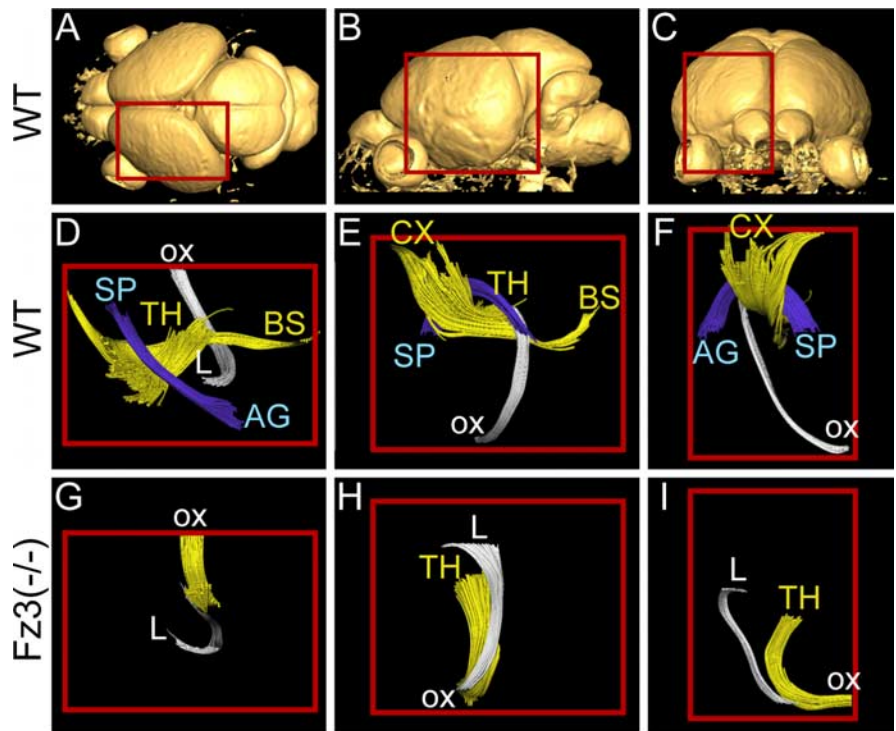 A
B
C
WT
D
ox
SP
TH
BS
L
AG
E
CX
TH
BS
SP
ox
F
CX
AG
SP
ox
WT
G
ox
L
H
L
TH
ox
I
L
TH
ox
Fz3(-/-)